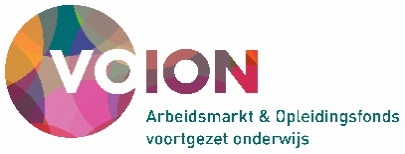 VOION
Arbeidsmarkt & Opleidingsfonds
voortgezet onderwijs